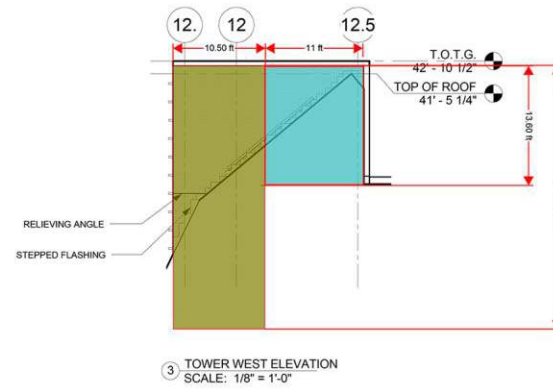 12. 12 12.5
10.50 ft 11 ft
T.O.T.G.
42' - 10 1/2"
TOP OF ROOF
41' - 5 1/4"
13.60 ft
RELIEVING ANGLE
STEPPED FLASHING
3 TOWER WEST ELEVATION
SCALE: 1/8" = 1'-0"